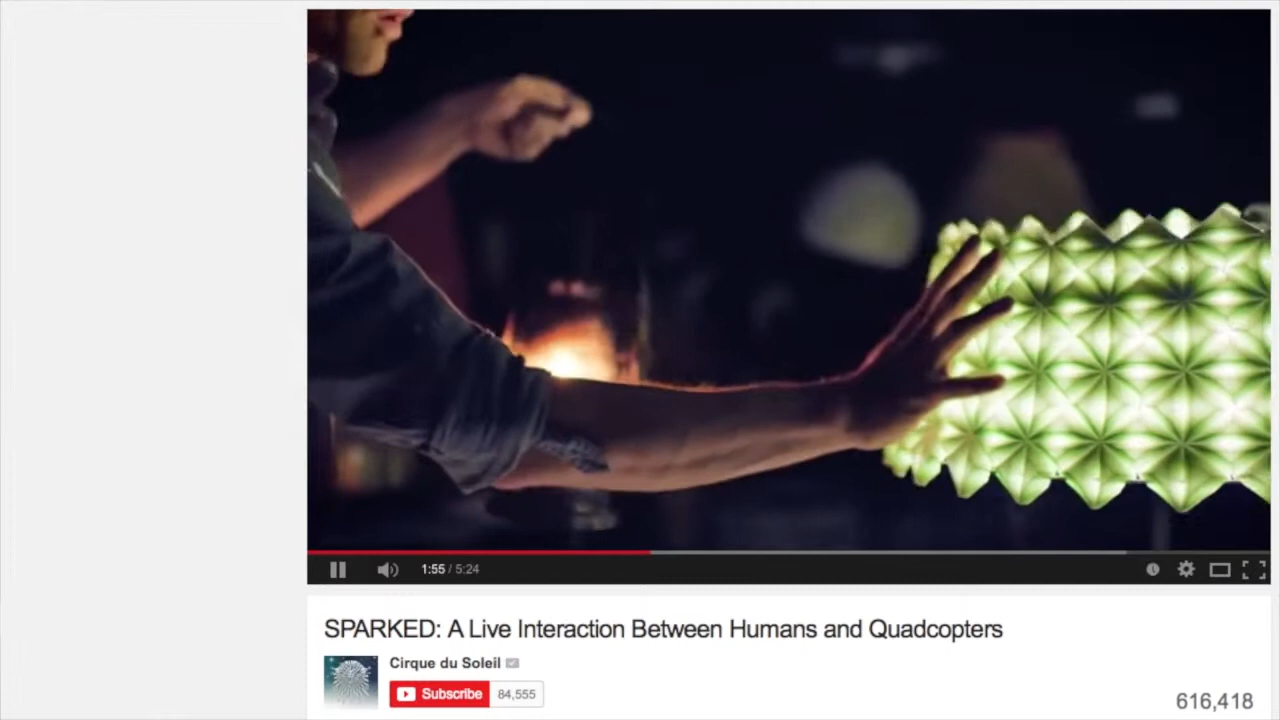 1:55 / 5:24
SPARKED: A Live Interaction Between Humans and Quadcopters
Cirque du Soleil
Subscribe 84,555
616,418